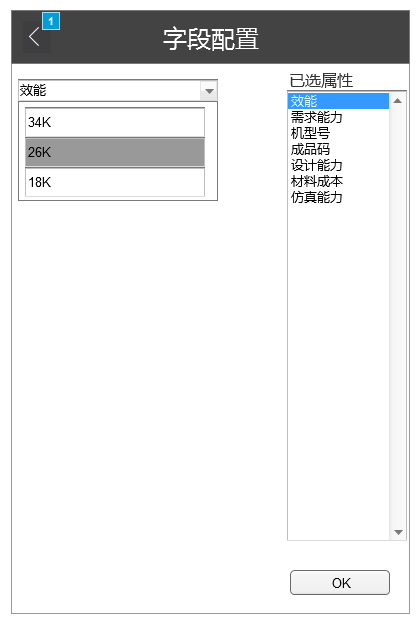 1
字段配置
效能
34K
26K
18K
已选属性
效能
需求能力
机型号
成品码
设计能力
材料成本
仿真能力
OK